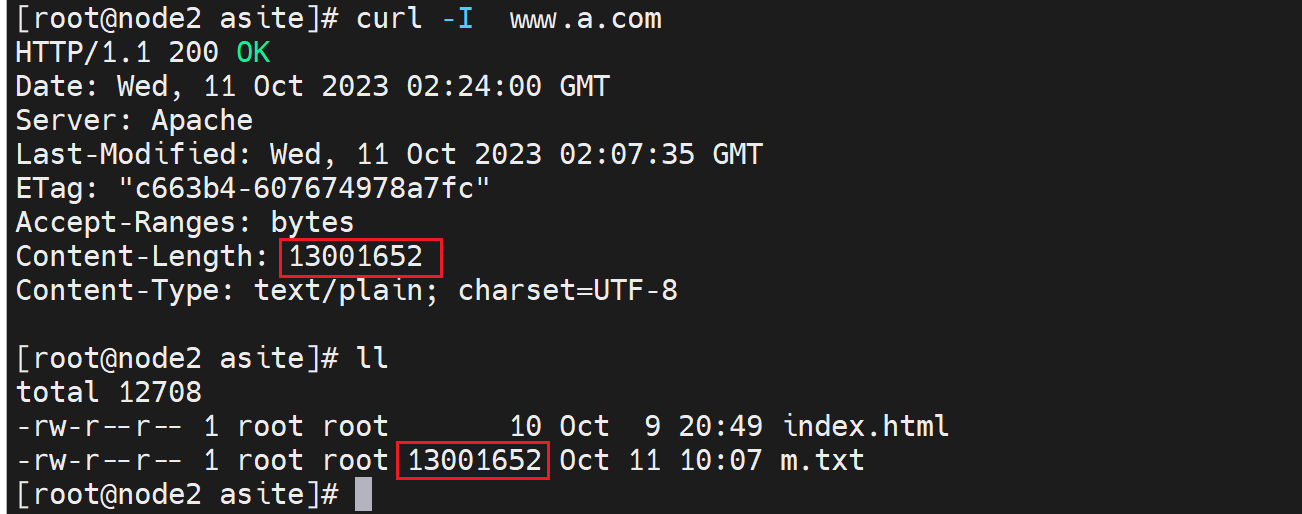 [root@node2 asite]# curl -I  www.a.com
HTTP/1.1 200 OK
Date: Wed, 11 Oct 2023 02:24:00 GMT
Server: Apache
Last-Modified: Wed, 11 Oct 2023 02:07:35 GMT
ETag: "c663b4-607674978a7fc"
Accept-Ranges: bytes
Content-Length: 13001652
Content-Type: text/plain; charset=UTF-8

[root@node2 asite]# ll
total 12708
-rw-r--r-- 1 root root       10 Oct  9 20:49 index.html
-rw-r--r-- 1 root root 13001652 Oct 11 10:07 m.txt
[root@node2 asite]#